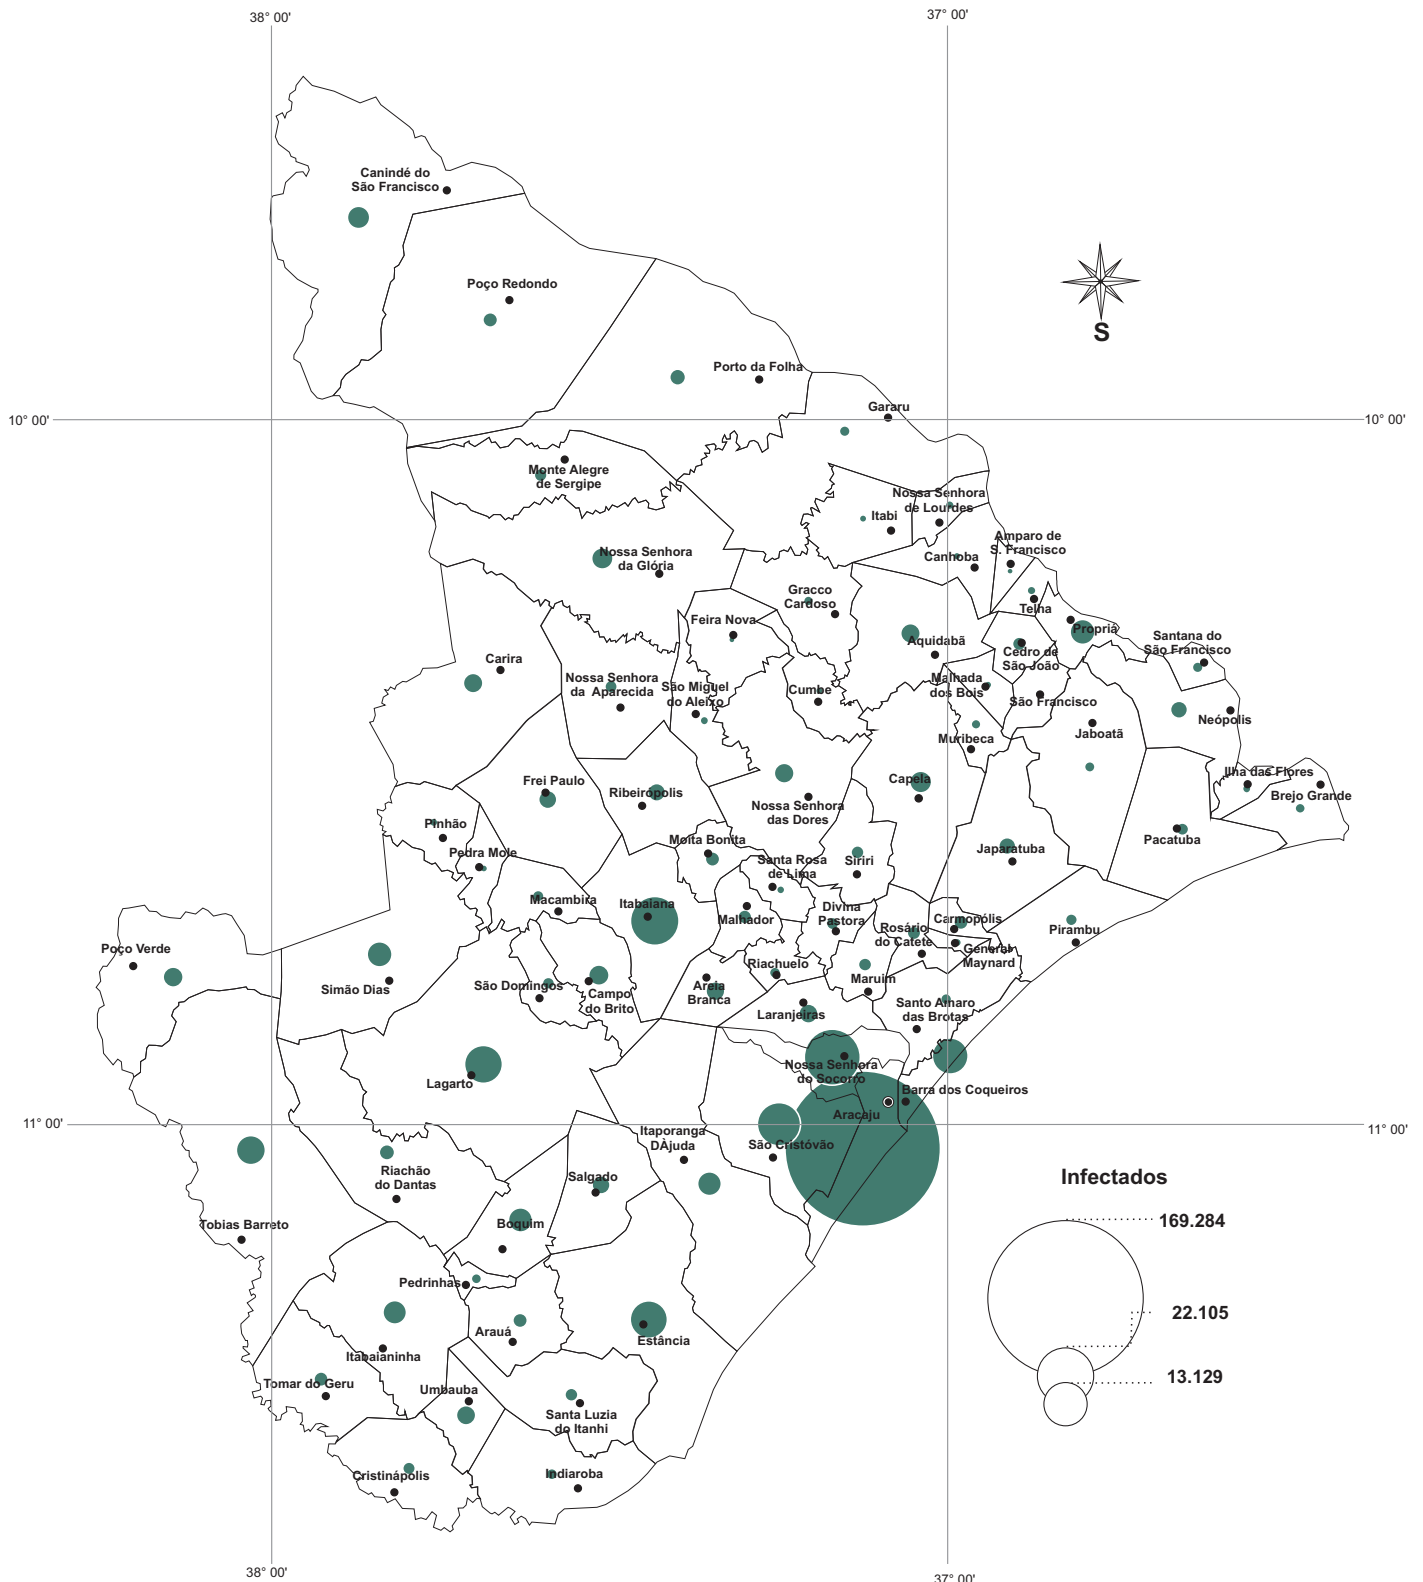 38° 00'
37° 00'
Canindé do
São Francisco
Poço Redondo
S
Porto da Folha
Gararu
10° 00'
10° 00'
Monte Alegre
de Sergipe
Nossa Senhora
de Lourdes
Itabi
Amparo de
S. Francisco
Canhoba
Nossa Senhora
da Glória
Gracco
Cardoso
Telha
Feira Nova
Propriá
Santana do
São Francisco
Aquidabã
Cedro de
São João
Carira
Nossa Senhora
da Aparecida
São Miguel
do Aleixo
Cumbe
Malhada
dos Bois
São Francisco
Neópolis
Jaboatã
Muribeca
Frei Paulo
Ribeirópolis
Capela
Ilha das Flores
Brejo Grande
Nossa Senhora
das Dores
Pinhão
Moita Bonita
Pacatuba
Pedra Mole
Santa Rosa
de Lima
Siriri
Japaratuba
Macambira
Itabaiana
Malhador
Divina
Pastora
Rosário
do Catete
Carmopólis
Pirambu
General
Maynard
Poço Verde
Simão Dias
São Domingos
Campo
do Brito
Areia
Branca
Riachuelo
Maruim
Laranjeiras
Santo Amaro
das Brotas
Lagarto
Nossa Senhora
do Socorro
Barra dos Coqueiros
Aracaju
11° 00'
11° 00'
Itaporanga
DÀjuda
São Cristóvão
Riachão
do Dantas
Salgado
Infectados
169.284
Tobias Barreto
Boquim
Pedrinhas
22.105
Arauá
Estância
Itabaianinha
13.129
Tomar do Geru
Umbauba
Santa Luzia
do Itanhi
Cristinápolis
Indiaroba
38° 00'
37° 00'